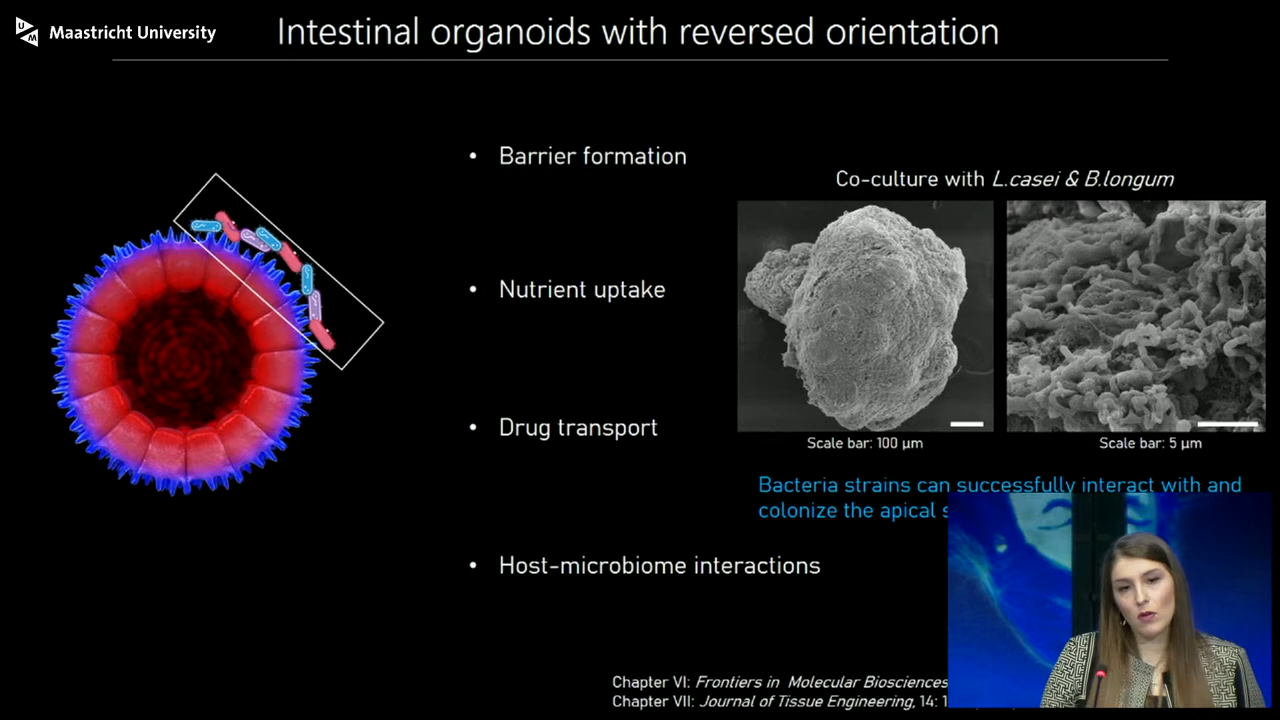 UM Maastricht University
Intestinal organoids with reversed orientation
• Barrier formation
• Nutrient uptake
• Drug transport
• Host-microbiome interactions
Co-culture with L.casei & B.longum
Scale bar: 100 µm
Scale bar: 5 µm
Bacteria strains can successfully interact with and
colonize the apical
Chapter VI: Frontiers in Molecular Biosciences
Chapter VII: Journal of Tissue Engineering, 14: